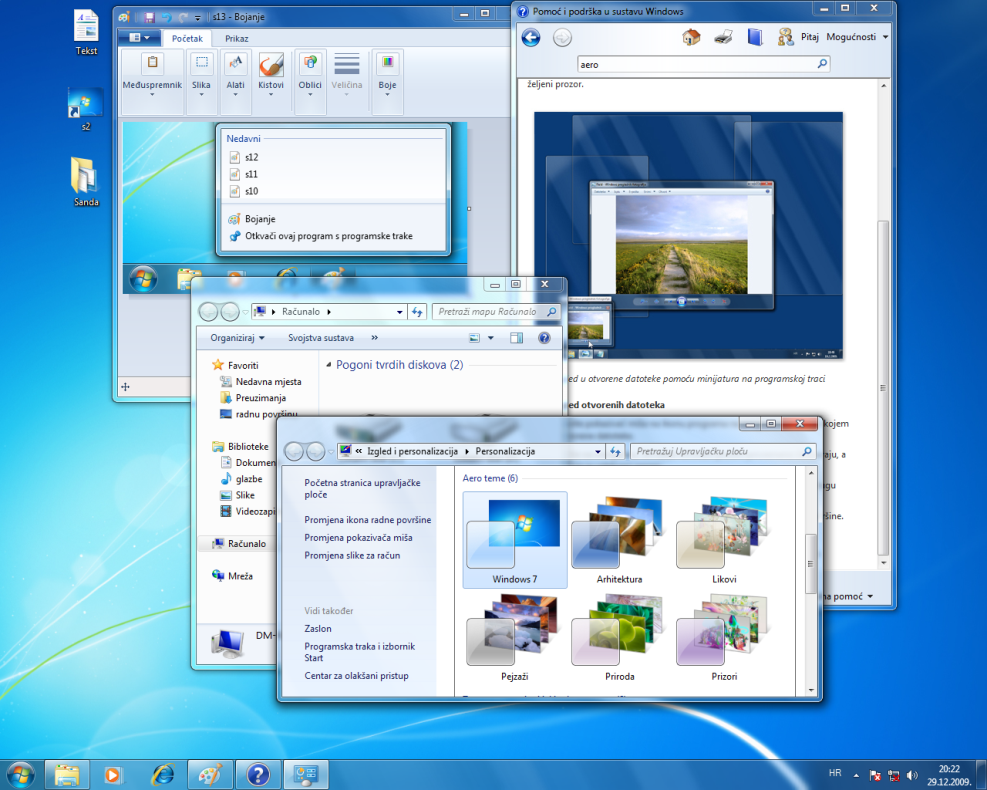 Tekst
s2
Sanda
s13 - Bojanje
Početak
Prikaz
Međuspremnik
Slika
Alati
Kistovi
Oblici
Veličina
Boje
Nedavni
s12
s11
s10
Bojanje
Otkvači ovaj program s programske trake
Pomoć i podrška u sustavu Windows
Pitaj
Mogućnosti
aero
željeni prozor.
ed u otvorene datoteke pomoću minijatura na programskoj traci
ed otvorenih datoteka
kojem
aju, a
gu
šine.
na pomoć
Računalo
Pretraži mapu Računalo
Organiziraj
Svojstva sustava
»
Favoriti
Nedavna mjesta
Preuzimanja
radnu površinu
Biblioteke
Dokumen
glazbe
Slike
Videozapi
Računalo
Mreža
DM-
Pogoni tvrdih diskova (2)
« Izgled i personalizacija
Personalizacija
Pretražuj Upravljačku ploču
Početna stranica upravljačke
ploče
Promjena ikona radne površine
Promjena pokazivača miša
Promjena slike za račun
Vidi također
Zaslon
Programska traka i izbornik
Start
Centar za olakšani pristup
Aero teme (6)
Windows 7
Arhitektura
Likovi
Pejzaži
Priroda
Prizori
HR
20:22
29.12.2009.